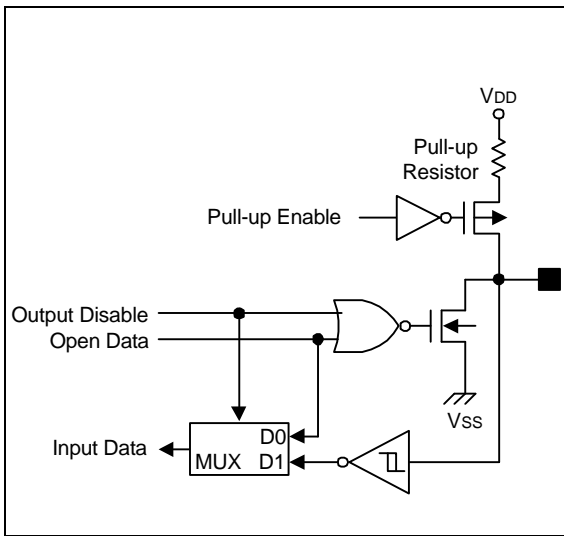 VDD
Pull-up
Resistor
Pull-up Enable
Output Disable
Open Data
Vss
Input Data
D0
MUX D1